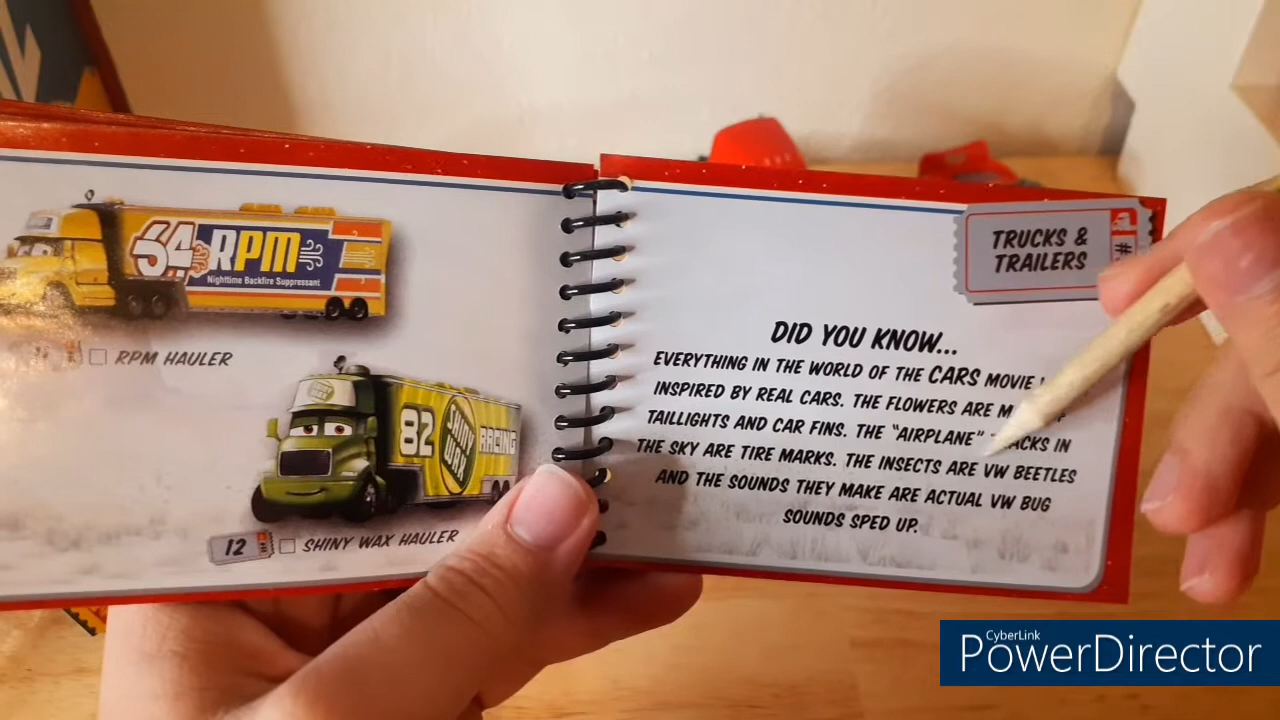 64 RPM
Nighttime Backfire Suppressant
RPM HAULER
82 SHINY WAX RACING
12 SHINY WAX HAULER
TRUCKS &
TRAILERS
#
DID YOU KNOW...
EVERYTHING IN THE WORLD OF THE CARS MOVIE
INSPIRED BY REAL CARS. THE FLOWERS ARE
TAILLIGHTS AND CAR FINS. THE "AIRPLANE"
IN
THE SKY ARE TIRE MARKS. THE INSECTS ARE VW BEETLES
AND THE SOUNDS THEY MAKE ARE ACTUAL VW BUG
SOUNDS SPED UP.
CyberLink
PowerDirector